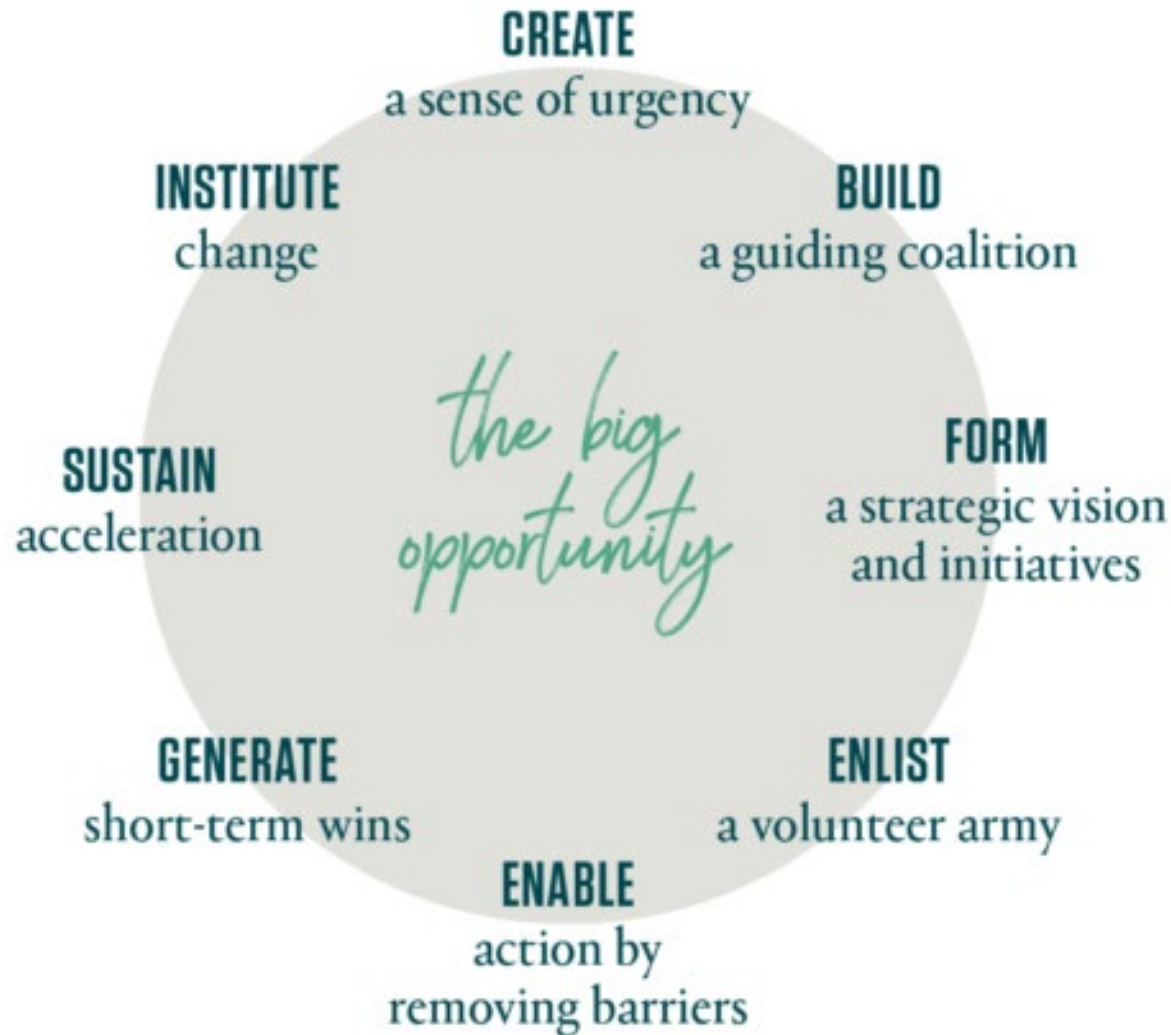 CREATE
a sense of urgency
BUILD
a guiding coalition
FORM
a strategic vision
and initiatives
ENLIST
a volunteer army
ENABLE
action by
removing barriers
GENERATE
short-term wins
SUSTAIN
acceleration
INSTITUTE
change
the big
opportunity